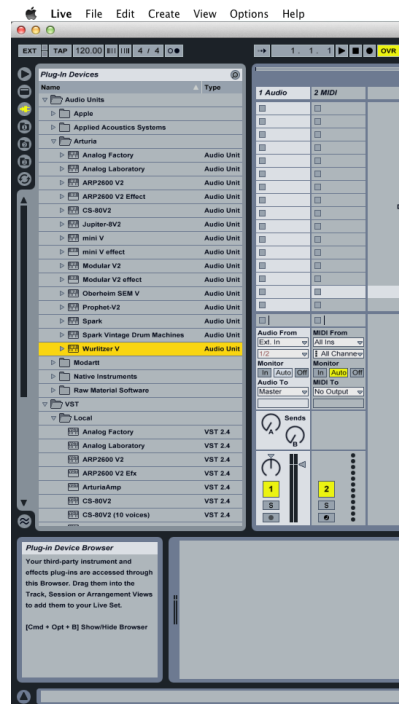 Live File Edit Create View Options Help
EXT TAP 120.00 4 / 4 1. 1. 1 OVR
Plug-In Devices
Name Type
Audio Units
Apple
Applied Acoustics Systems
Arturia
Analog Factory Audio Unit
Analog Laboratory Audio Unit
ARP2600 V2 Audio Unit
ARP2600 V2 Effect Audio Unit
CS-80V2 Audio Unit
Jupiter-8V2 Audio Unit
mini V Audio Unit
mini V effect Audio Unit
Modular V2 Audio Unit
Modular V2 effect Audio Unit
Oberheim SEM V Audio Unit
Prophet-V2 Audio Unit
Spark Audio Unit
Spark Vintage Drum Machines Audio Unit
Wurlitzer V Audio Unit
Modartt
Native Instruments
Raw Material Software
VST
Local
Analog Factory VST 2.4
Analog Laboratory VST 2.4
ARP2600 V2 VST 2.4
ARP2600 V2 Efx VST 2.4
ArturiaAmp VST 2.4
CS-80V2 VST 2.4
CS-80V2 (10 voices) VST 2.4
1 Audio 2 MIDI
Audio From MIDI From
Ext. In All Ins
1/2 All Channe
Monitor Monitor
In Auto Off In Auto Off
Audio To MIDI To
Master No Output
Sends
A B
1 2
S S
Plug-in Device Browser
Your third-party instrument and
effects plug-ins are accessed through
this Browser. Drag them into the
Track, Session or Arrangement Views
to add them to your Live Set.
[Cmd + Opt + B] Show/Hide Browser